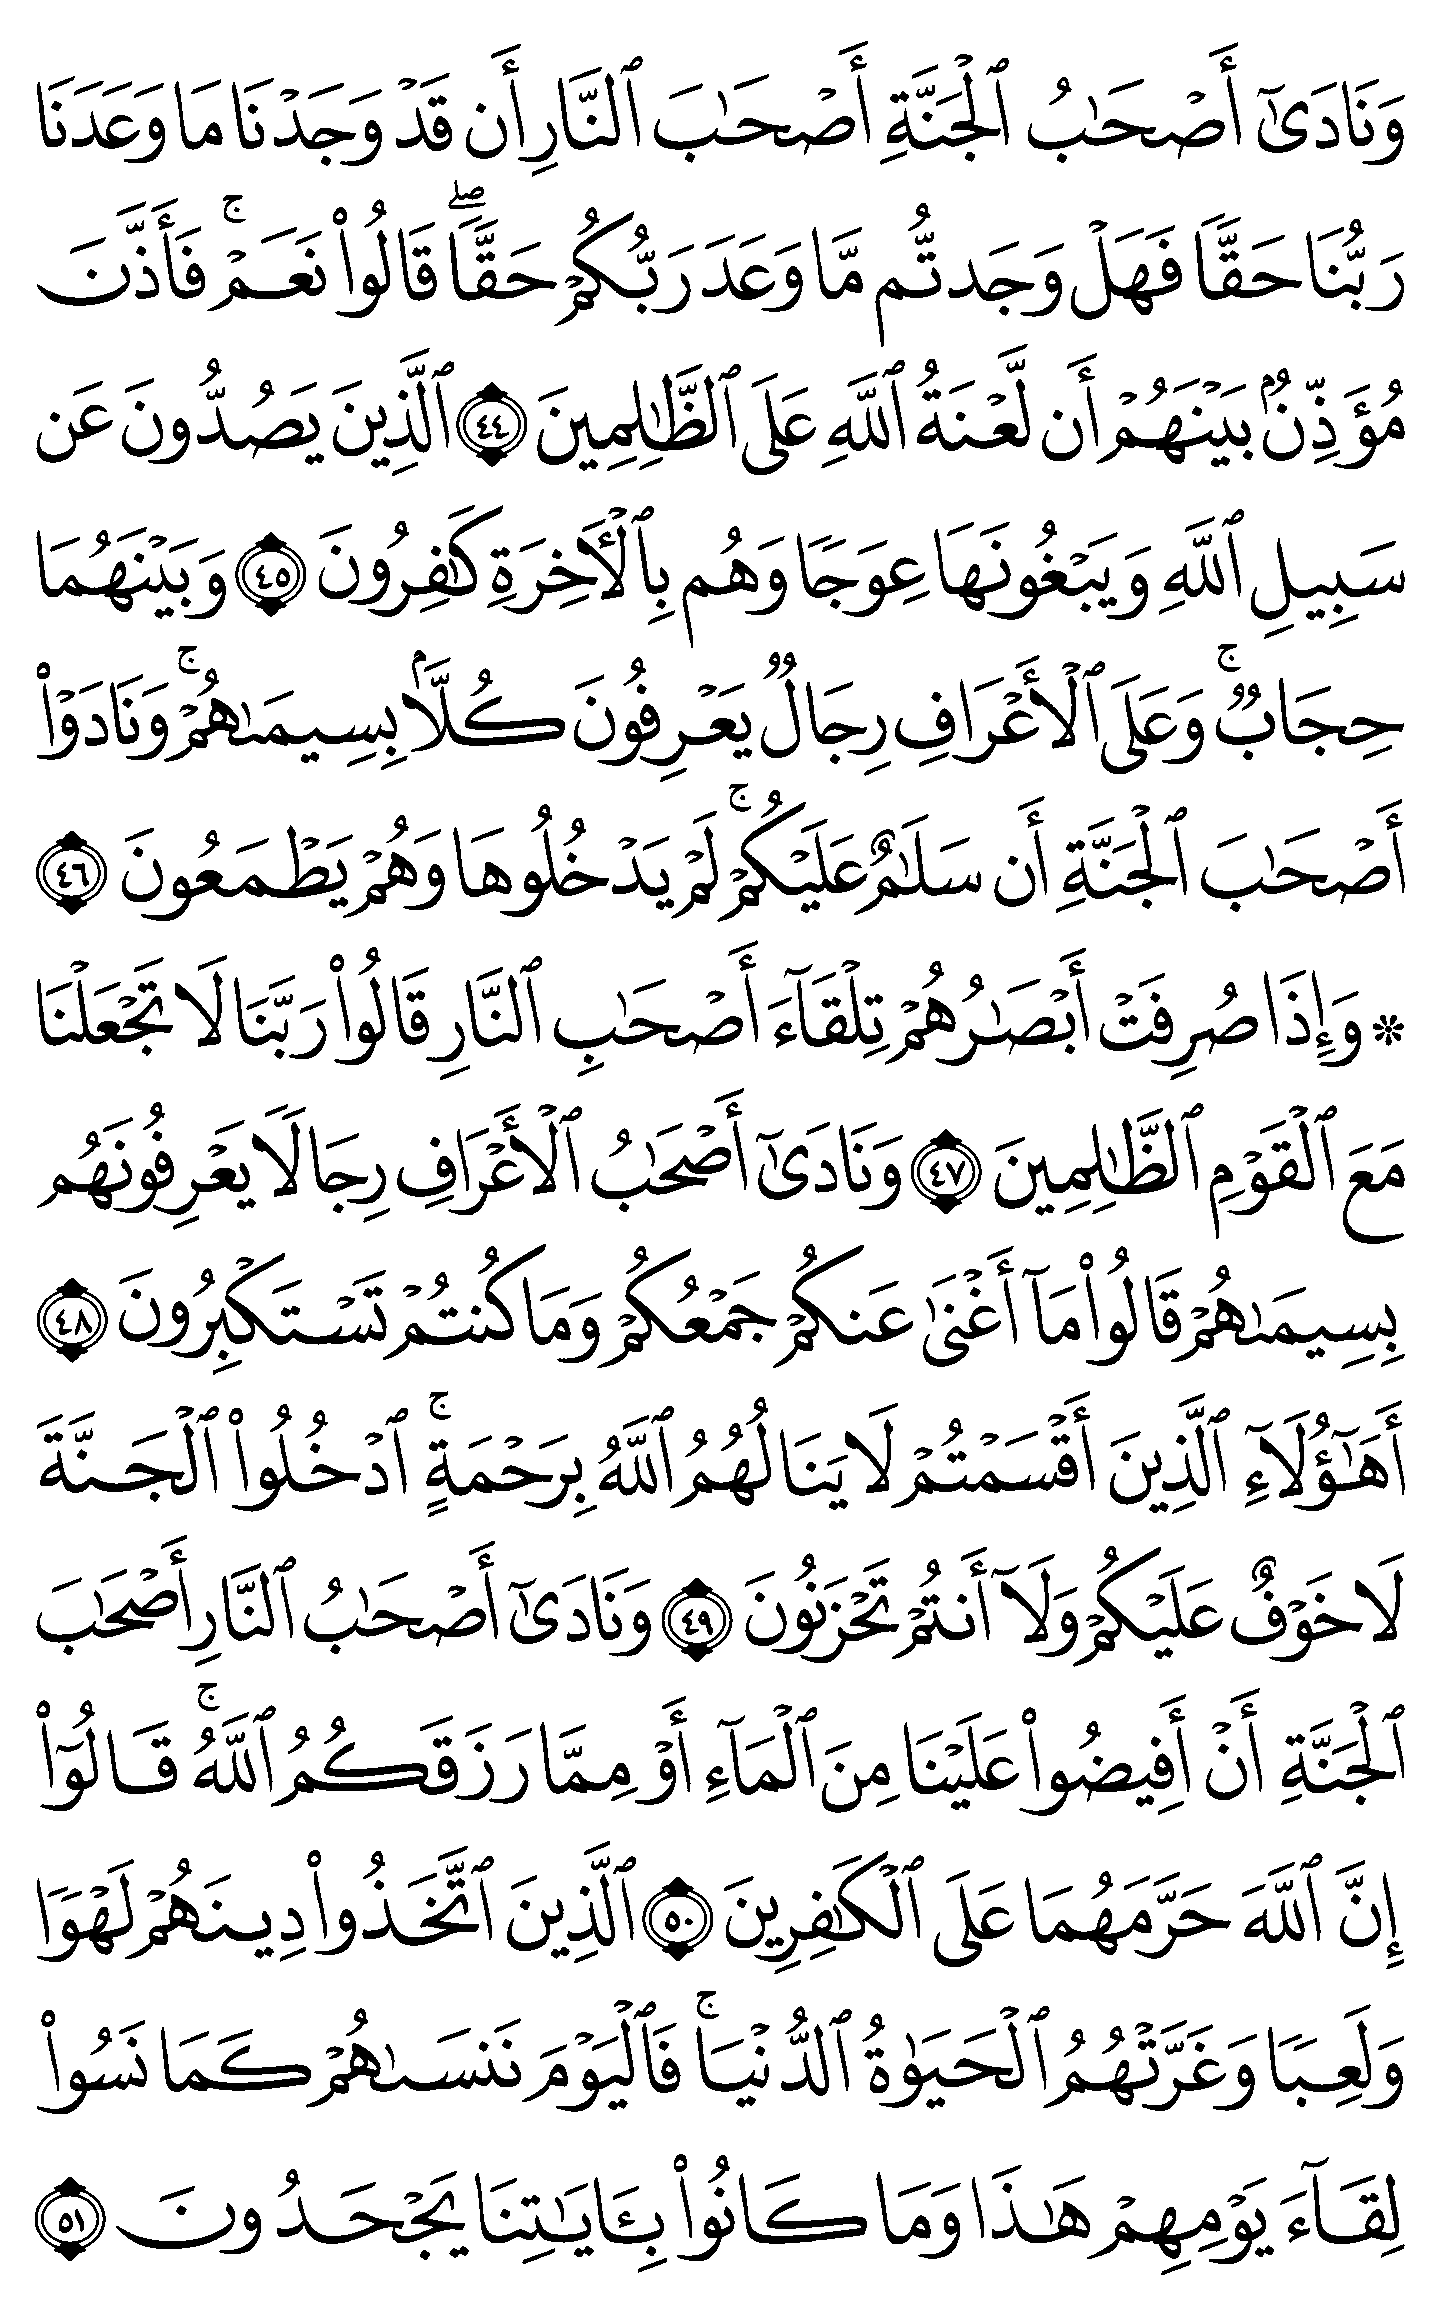 وَنَادَىٰٓ أَصۡحَٰبُ ٱلۡجَنَّةِ أَصۡحَٰبَ ٱلنَّارِ أَن قَدۡ وَجَدۡنَا مَا وَعَدَنَا
رَبُّنَا حَقّٗا فَهَلۡ وَجَدتُّم مَّا وَعَدَ رَبُّكُمۡ حَقّٗاۖ قَالُواْ نَعَمۡۚ فَأَذَّنَ
مُؤَذِّنُۢ بَيۡنَهُمۡ أَن لَّعۡنَةُ ٱللَّهِ عَلَى ٱلظَّٰلِمِينَ ٤٤ ٱلَّذِينَ يَصُدُّونَ عَن
سَبِيلِ ٱللَّهِ وَيَبۡغُونَهَا عِوَجٗا وَهُم بِٱلۡأٓخِرَةِ كَٰفِرُونَ ٤٥ وَبَيۡنَهُمَا
حِجَابٞۚ وَعَلَى ٱلۡأَعۡرَافِ رِجَالٞ يَعۡرِفُونَ كُلَّۢا بِسِيمَىٰهُمۡۚ وَنَادَوۡاْ
أَصۡحَٰبَ ٱلۡجَنَّةِ أَن سَلَٰمٌ عَلَيۡكُمۡۚ لَمۡ يَدۡخُلُوهَا وَهُمۡ يَطۡمَعُونَ ٤٦
۞ وَإِذَا صُرِفَتۡ أَبۡصَٰرُهُمۡ تِلۡقَآءَ أَصۡحَٰبِ ٱلنَّارِ قَالُواْ رَبَّنَا لَا تَجۡعَلۡنَا
مَعَ ٱلۡقَوۡمِ ٱلظَّٰلِمِينَ ٤٧ وَنَادَىٰٓ أَصۡحَٰبُ ٱلۡأَعۡرَافِ رِجَالٗا يَعۡرِفُونَهُم
بِسِيمَىٰهُمۡ قَالُواْ مَآ أَغۡنَىٰ عَنكُمۡ جَمۡعُكُمۡ وَمَا كُنتُمۡ تَسۡتَكۡبِرُونَ ٤٨
أَهَٰٓؤُلَآءِ ٱلَّذِينَ أَقۡسَمۡتُمۡ لَا يَنَالُهُمُ ٱللَّهُ بِرَحۡمَةٍۚ ٱدۡخُلُواْ ٱلۡجَنَّةَ
لَا خَوۡفٌ عَلَيۡكُمۡ وَلَآ أَنتُمۡ تَحۡزَنُونَ ٤٩ وَنَادَىٰٓ أَصۡحَٰبُ ٱلنَّارِ أَصۡحَٰبَ
ٱلۡجَنَّةِ أَنۡ أَفِيضُواْ عَلَيۡنَا مِنَ ٱلۡمَآءِ أَوۡ مِمَّا رَزَقَكُمُ ٱللَّهُۚ قَالُوٓاْ
إِنَّ ٱللَّهَ حَرَّمَهُمَا عَلَى ٱلۡكَٰفِرِينَ ٥٠ ٱلَّذِينَ ٱتَّخَذُواْ دِينَهُمۡ لَهۡوٗا
وَلَعِبٗا وَغَرَّتۡهُمُ ٱلۡحَيَوٰةُ ٱلدُّنۡيَاۚ فَٱلۡيَوۡمَ نَنسَىٰهُمۡ كَمَا نَسُواْ
لِقَآءَ يَوۡمِهِمۡ هَٰذَا وَمَا كَانُواْ بِـَٔايَٰتِنَا يَجۡحَدُونَ ٥١